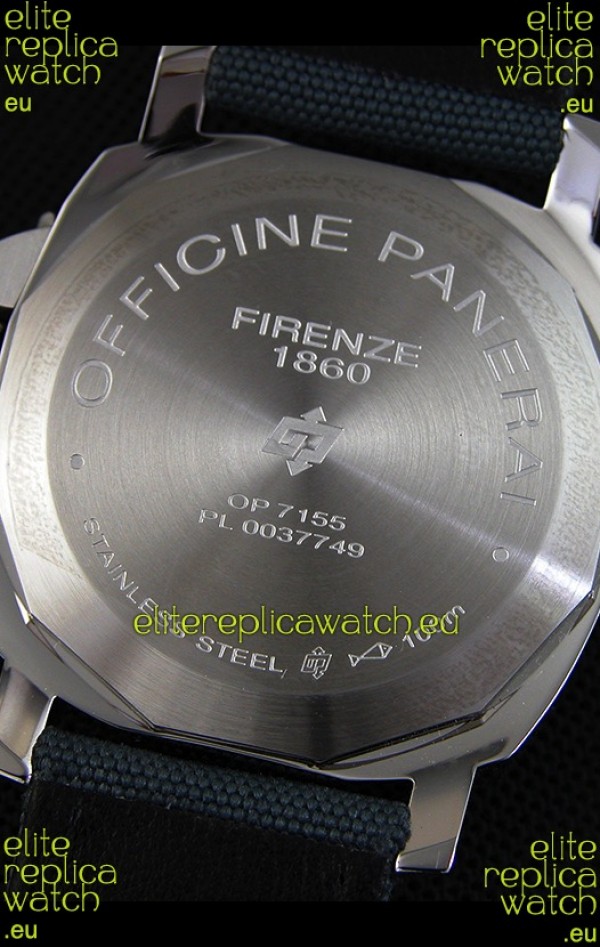 elite
replica
watch
.eu
elite
replica
watch
.eu
OFFICINE PANERAI
FIRENZE
1860
OP 7155
PL 0037749
STAINLESS STEEL
elitereplicawatch.eu
elite
replica
watch
.eu
elite
replica
watch
.eu